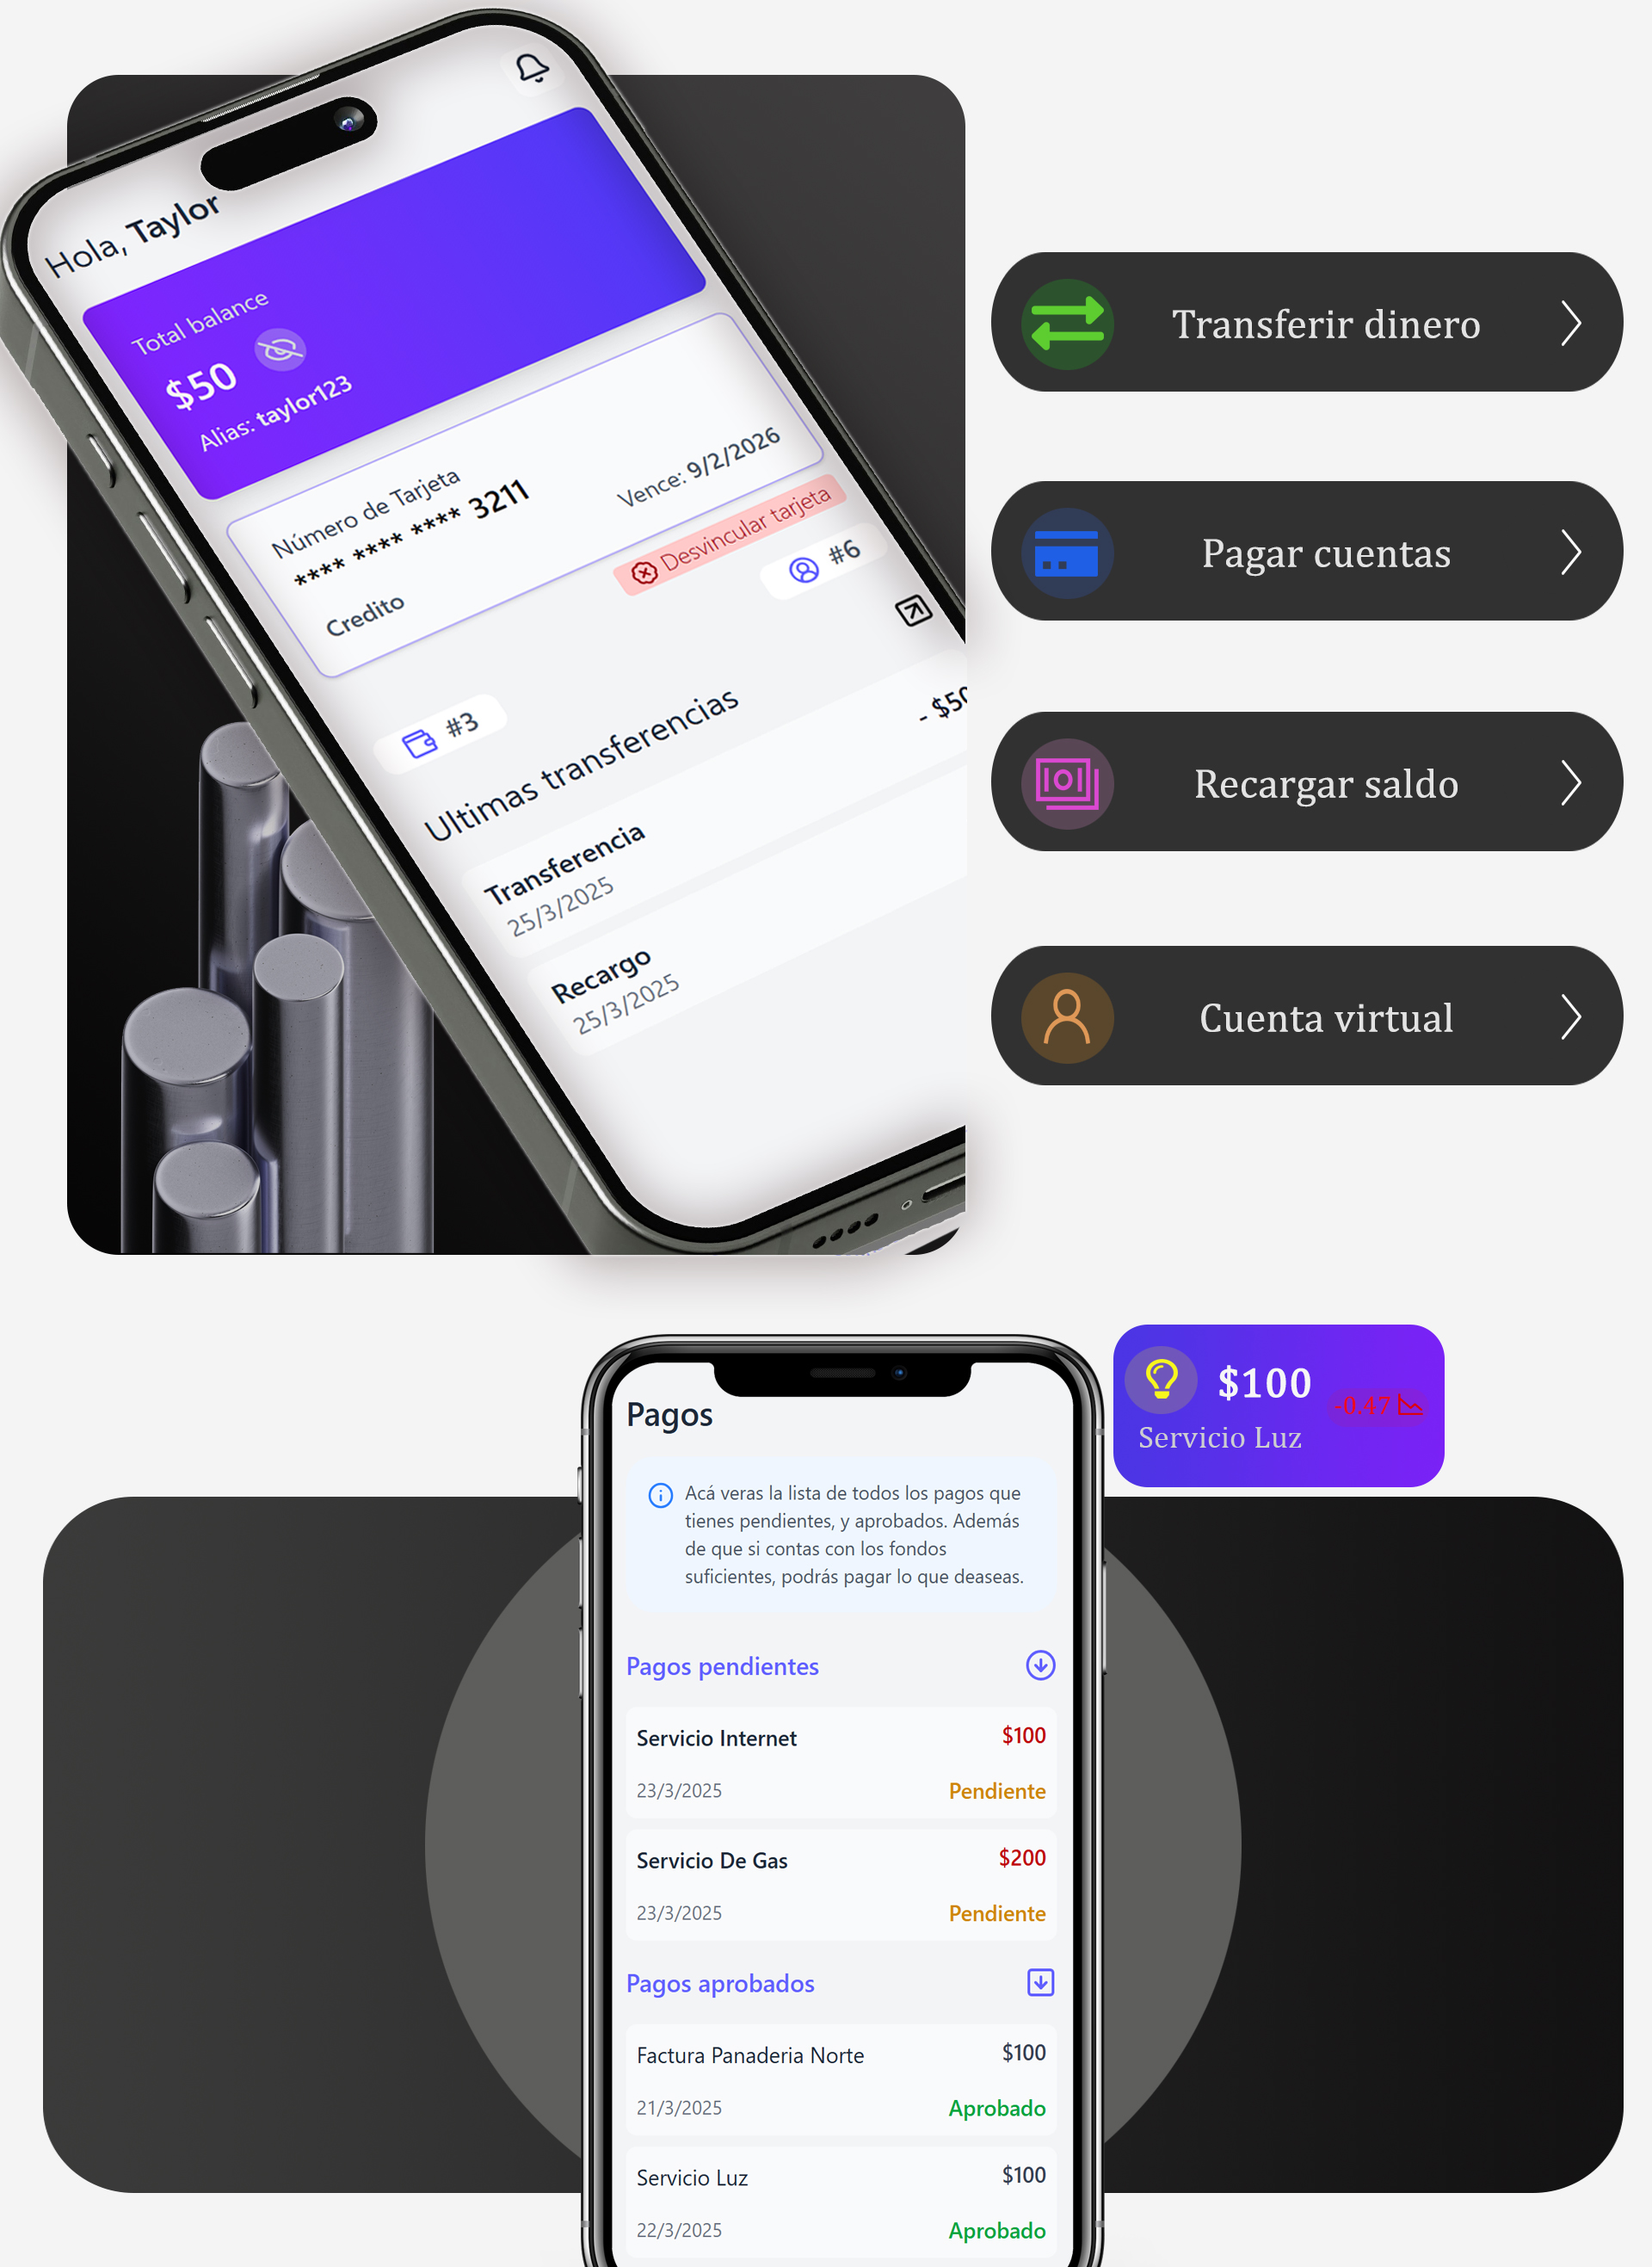 Hola, Taylor
Total balance
$50
Alias: taylor123
Número de Tarjeta
**** **** **** 3211
Vence: 9/2/2026
Credito
Desvincular tarjeta
#6
#3
Ultimas transferencias
Transferencia
- $50
25/3/2025
Recargo
25/3/2025
Transferir dinero
Pagar cuentas
Recargar saldo
Cuenta virtual
$100
-0.47
Servicio Luz
Pagos
Acá veras la lista de todos los pagos que
tienes pendientes, y aprobados. Además
de que si contas con los fondos
suficientes, podrás pagar lo que deaseas.
Pagos pendientes
Servicio Internet $100
23/3/2025 Pendiente
Servicio De Gas $200
23/3/2025 Pendiente
Pagos aprobados
Factura Panaderia Norte $100
21/3/2025 Aprobado
Servicio Luz $100
22/3/2025 Aprobado